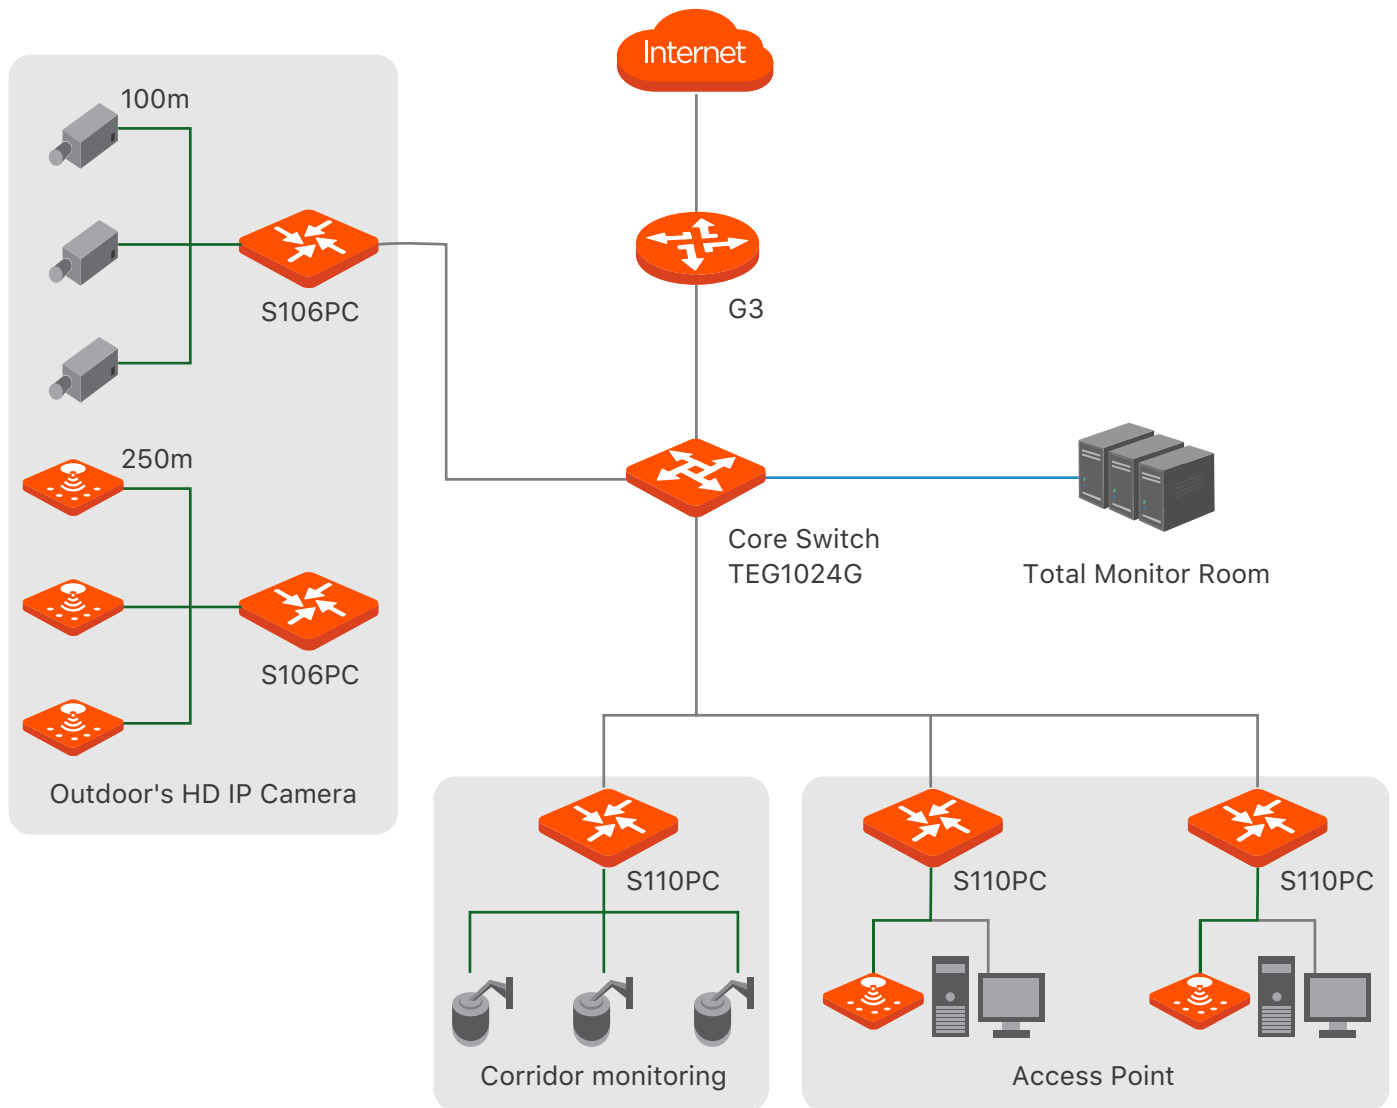 Internet
100m
S106PC
G3
250m
Core Switch
TEG1024G
Total Monitor Room
S106PC
Outdoor's HD IP Camera
S110PC
S110PC
S110PC
Corridor monitoring
Access Point